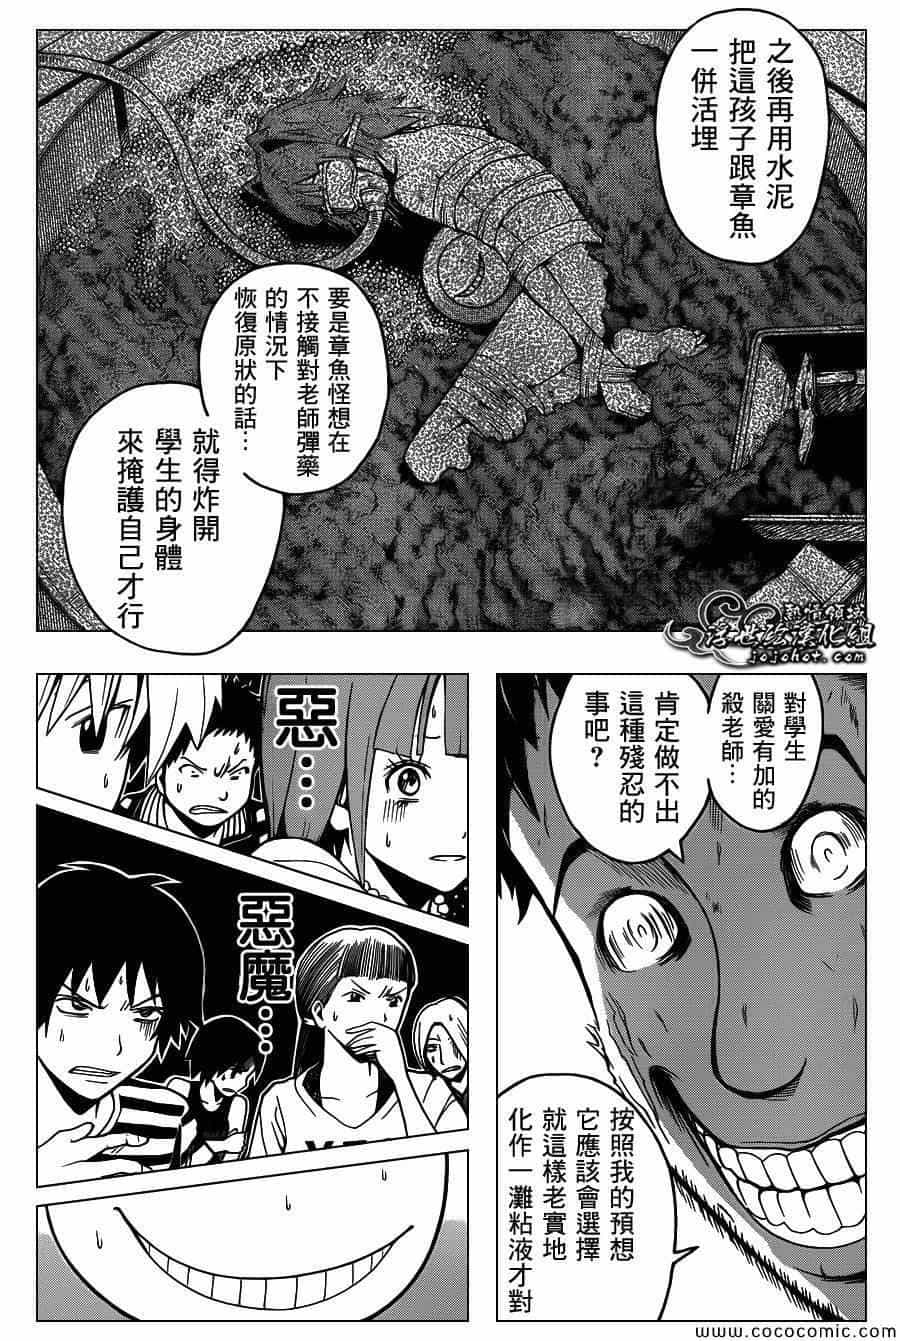 之後再用水泥
把這孩子跟章魚
一併活埋
要是章魚怪想在
不接觸對老師彈藥
的情況下
恢復原狀的話…
就得炸開
學生的身體
來掩護自己才行
jojohot.com
對學生
關愛有加的
殺老師…
肯定做不出
這種殘忍的
事吧?
按照我的預想
它應該會選擇
就這樣老實地
化作一灘粘液才對
惡…
惡魔…
www.cococomic.com